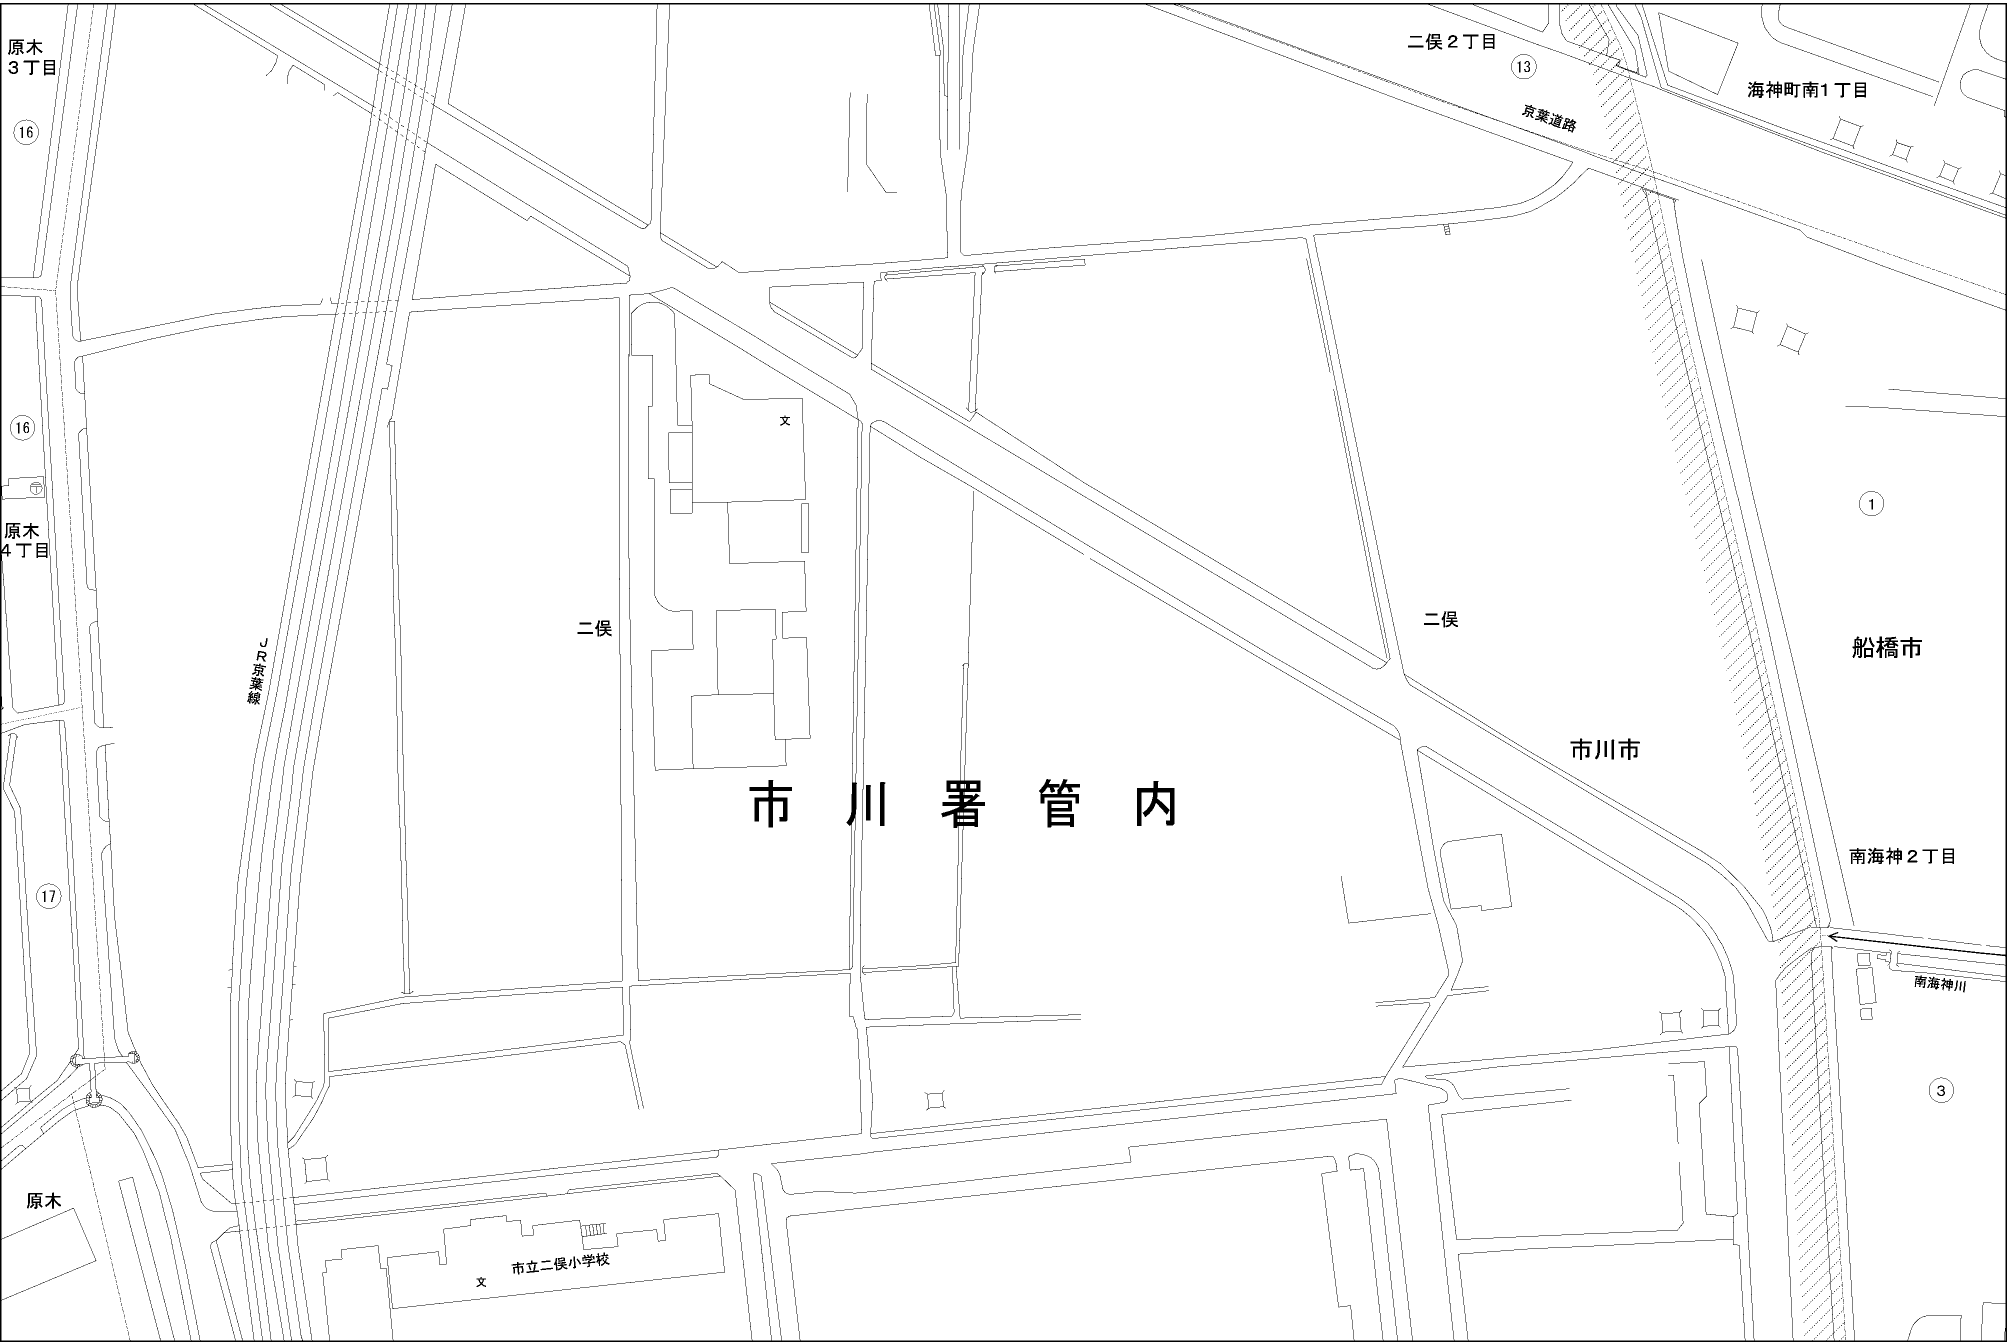 原木
３丁目
二俣２丁目
13
海神町南１丁目
京葉道路
16
16
文
1
原木
４丁目
二俣
二俣
船橋市
ＪＲ京葉線
市川市
市川署管内
南海神２丁目
17
南海神川
3
原木
市立二俣小学校
文